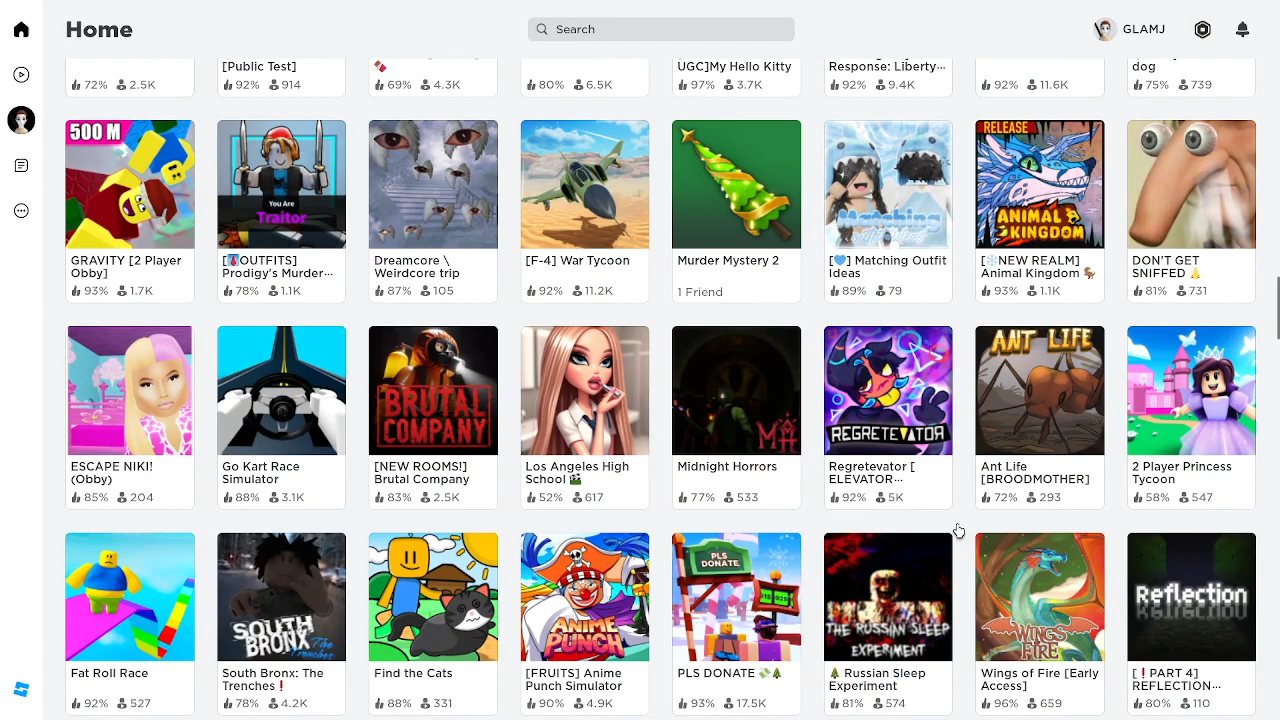 Home
Search
GLAMJ
[Public Test]
UGC]My Hello Kitty
Response: Liberty...
dog
72% 2.5K
92% 914
69% 4.3K
80% 6.5K
97% 3.7K
92% 9.4K
92% 11.6K
75% 739
500 M
You Are
Traitor
Matching
RELEASE
ANIMAL
KINGDOM
GRAVITY [2 Player
Obby]
93% 1.7K
[👔OUTFITS]
Prodigy's Murder...
78% 1.1K
Dreamcore \
Weirdcore trip
87% 105
[F-4] War Tycoon
92% 11.2K
Murder Mystery 2
1 Friend
[💙] Matching Outfit
Ideas
89% 79
[❄️NEW REALM]
Animal Kingdom 🐅
93% 1.1K
DON'T GET
SNIFFED 👃
81% 731
BRUTAL
COMPANY
MH
REGRETEVATOR
ANT LIFE
ESCAPE NIKI!
(Obby)
85% 204
Go Kart Race
Simulator
88% 3.1K
[NEW ROOMS!]
Brutal Company
83% 2.5K
Los Angeles High
School 🎬
52% 617
Midnight Horrors
77% 533
Regretevator [
ELEVATOR...
92% 5K
Ant Life
[BROODMOTHER]
72% 293
2 Player Princess
Tycoon
58% 547
SOUTH
BRONX The
Trenches
ANIME
PUNCH
PLS
DONATE
THE RUSSIAN SLEEP
EXPERIMENT
WINGS
of FIRE
Reflection
Fat Roll Race
92% 527
South Bronx: The
Trenches❗
78% 4.2K
Find the Cats
88% 331
[FRUITS] Anime
Punch Simulator
90% 4.9K
PLS DONATE 💸🎄
93% 17.5K
🎄 Russian Sleep
Experiment
81% 574
Wings of Fire [Early
Access]
96% 659
[❗PART 4]
REFLECTION...
80% 110